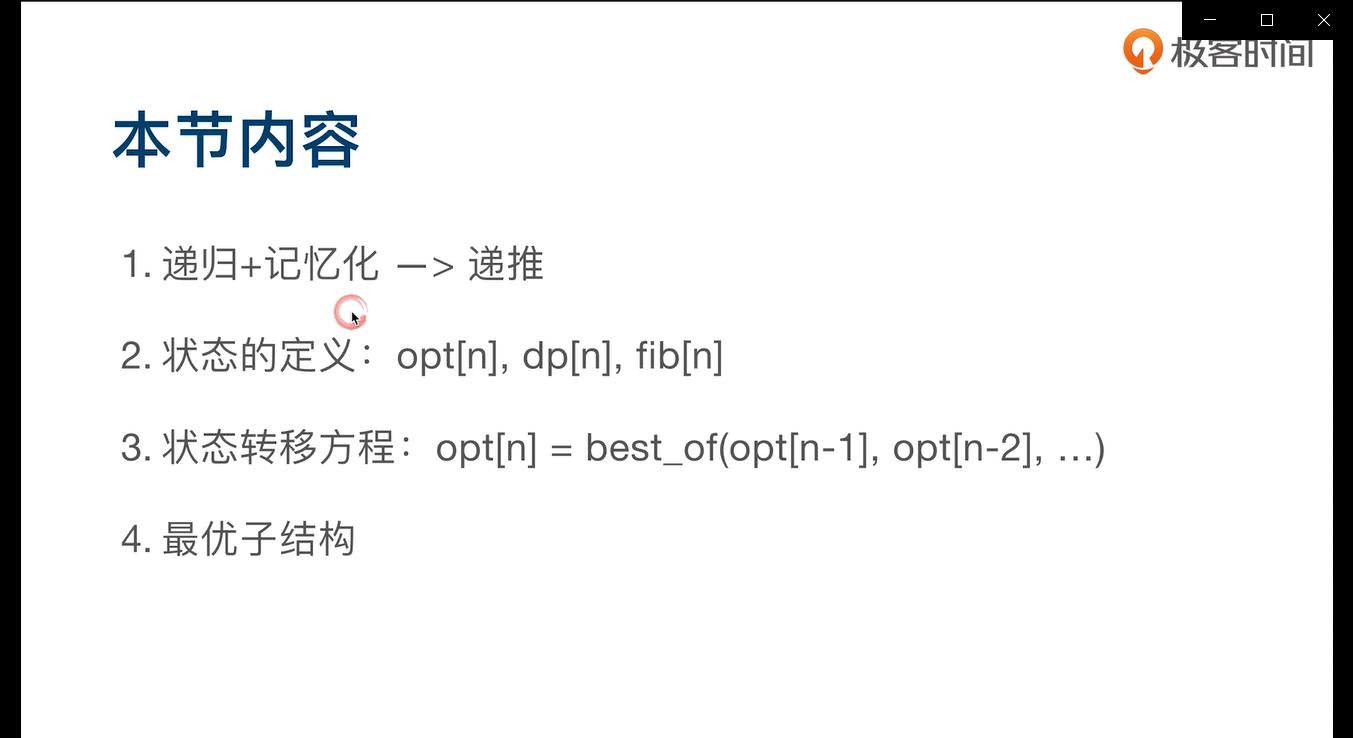 极客时间
本节内容
1. 递归+记忆化 —> 递推
2. 状态的定义：opt[n], dp[n], fib[n]
3. 状态转移方程：opt[n] = best_of(opt[n-1], opt[n-2], …)
4. 最优子结构